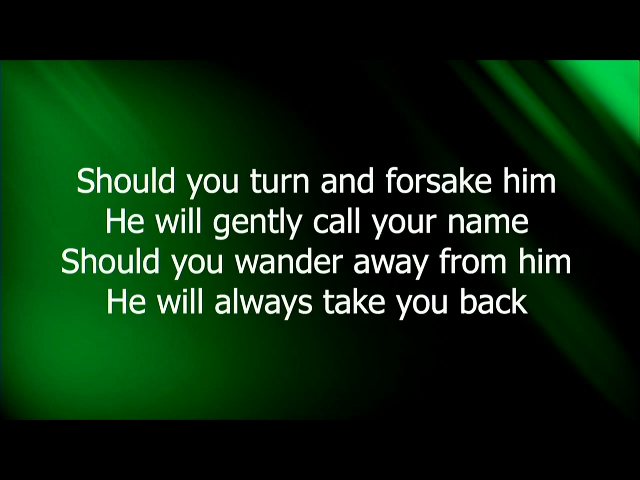 Should you turn and forsake him
He will gently call your name
Should you wander away from him
He will always take you back